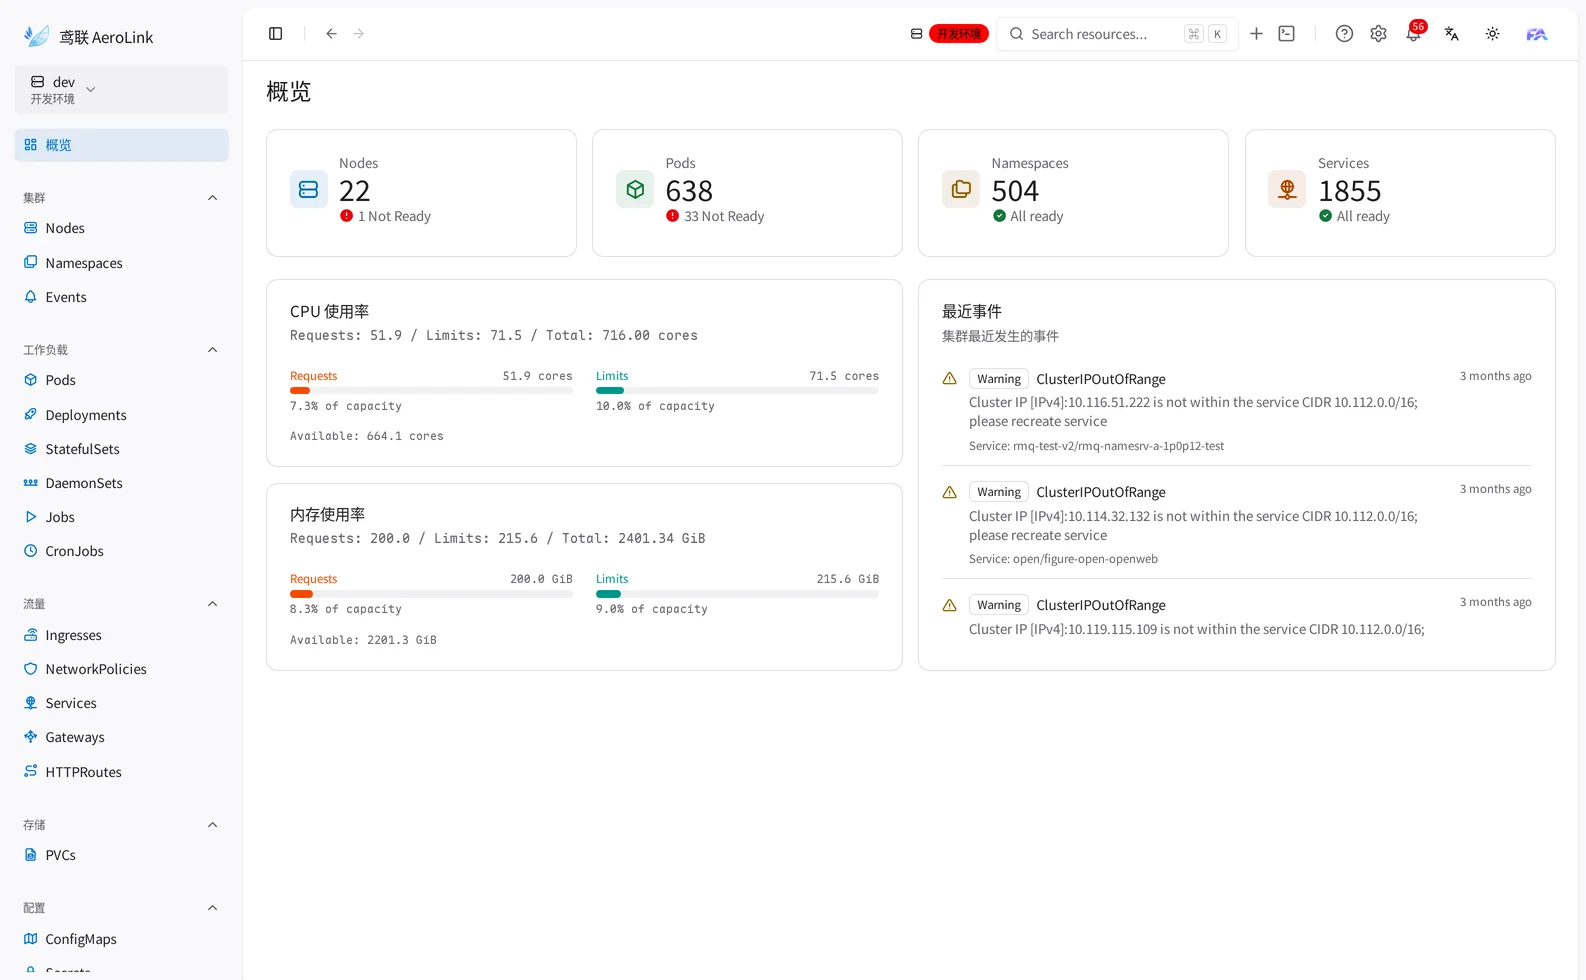 鸢联 AeroLink
dev
开发环境
概览
集群
Nodes
Namespaces
Events
工作负载
Pods
Deployments
StatefulSets
DaemonSets
Jobs
CronJobs
流量
Ingresses
NetworkPolicies
Services
Gateways
HTTPRoutes
存储
PVCs
配置
ConfigMaps
Secrets
开发环境
Search resources...
⌘ K
56
概览
Nodes
22
1 Not Ready
Pods
638
33 Not Ready
Namespaces
504
All ready
Services
1855
All ready
CPU 使用率
Requests: 51.9 / Limits: 71.5 / Total: 716.00 cores
Requests 51.9 cores
7.3% of capacity
Limits 71.5 cores
10.0% of capacity
Available: 664.1 cores
内存使用率
Requests: 200.0 / Limits: 215.6 / Total: 2401.34 GiB
Requests 200.0 GiB
8.3% of capacity
Limits 215.6 GiB
9.0% of capacity
Available: 2201.3 GiB
最近事件
集群最近发生的事件
Warning ClusterIPOutOfRange 3 months ago
Cluster IP [IPv4]:10.116.51.222 is not within the service CIDR 10.112.0.0/16;
please recreate service
Service: rmq-test-v2/rmq-namesrv-a-1p0p12-test
Warning ClusterIPOutOfRange 3 months ago
Cluster IP [IPv4]:10.114.32.132 is not within the service CIDR 10.112.0.0/16;
please recreate service
Service: open/figure-open-openweb
Warning ClusterIPOutOfRange 3 months ago
Cluster IP [IPv4]:10.119.115.109 is not within the service CIDR 10.112.0.0/16;